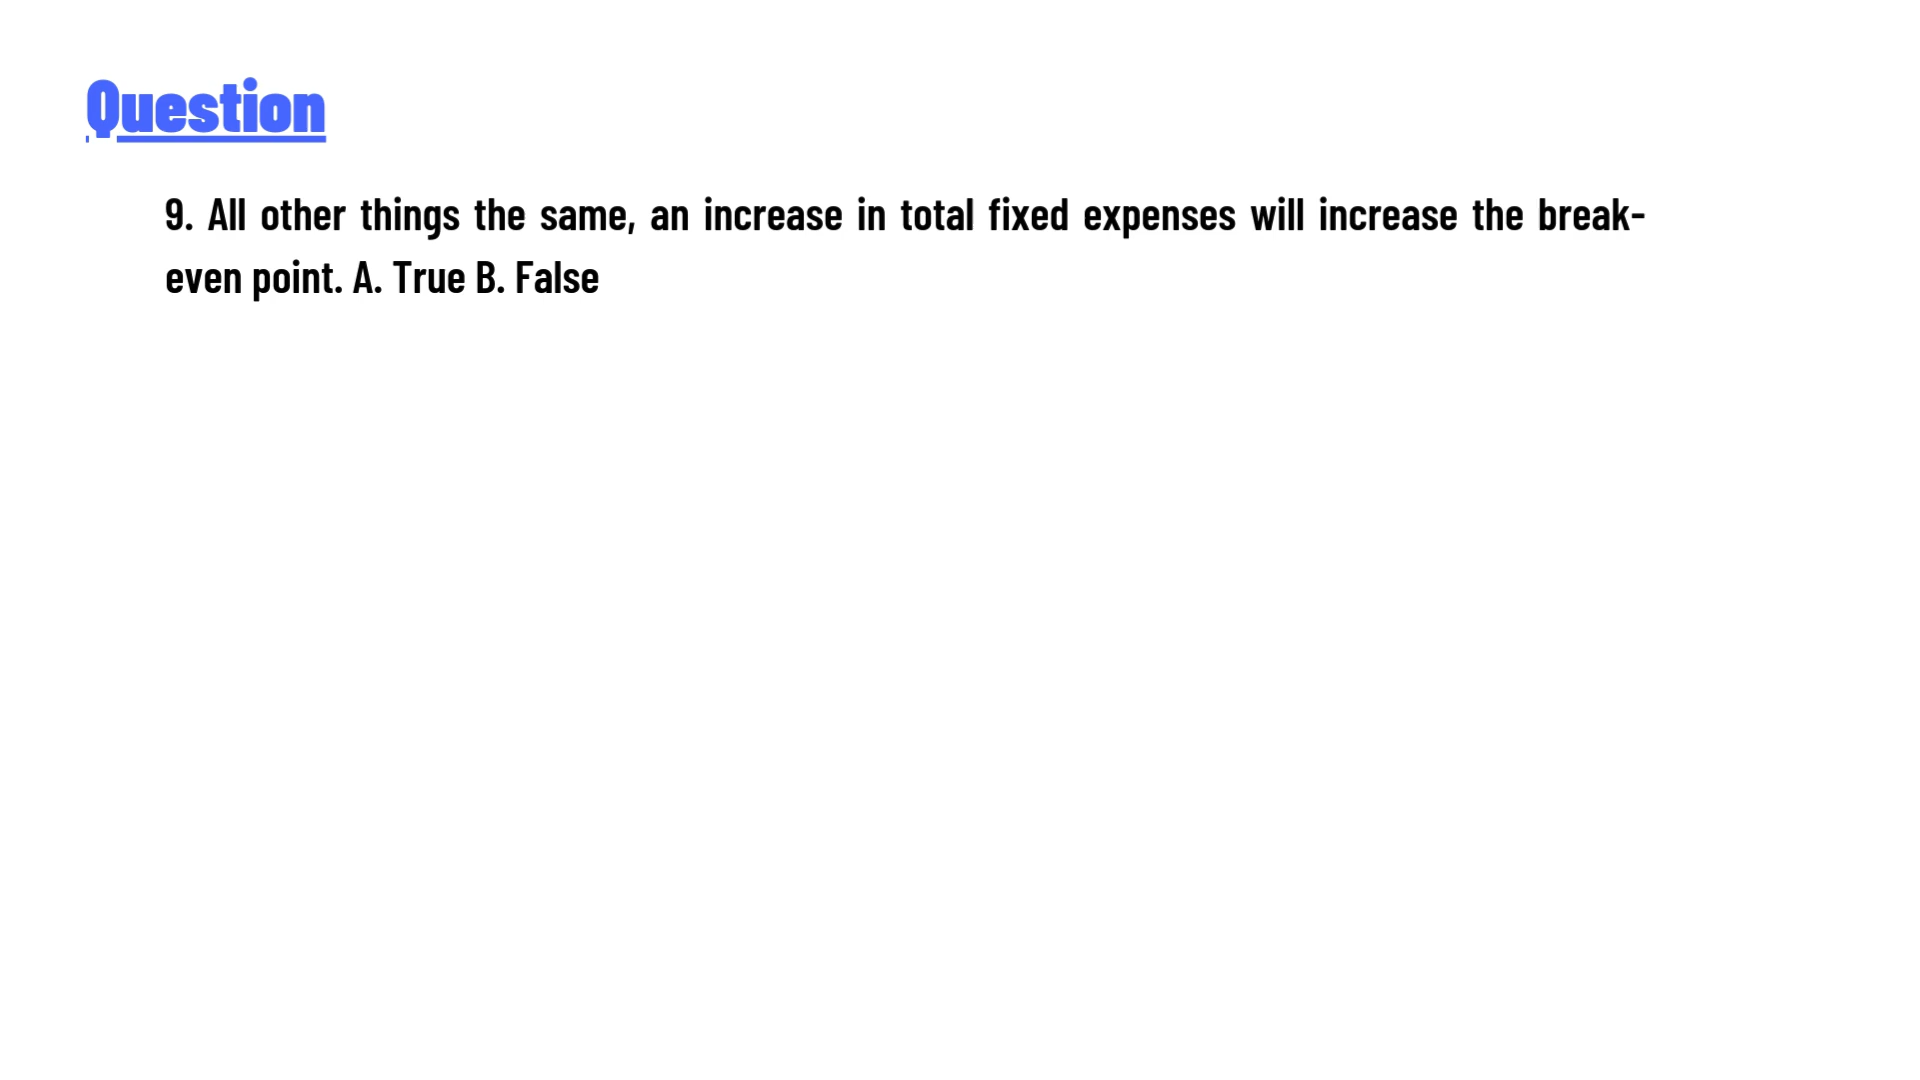 Question
9. All other things the same, an increase in total fixed expenses will increase the break-
even point. A. True B. False